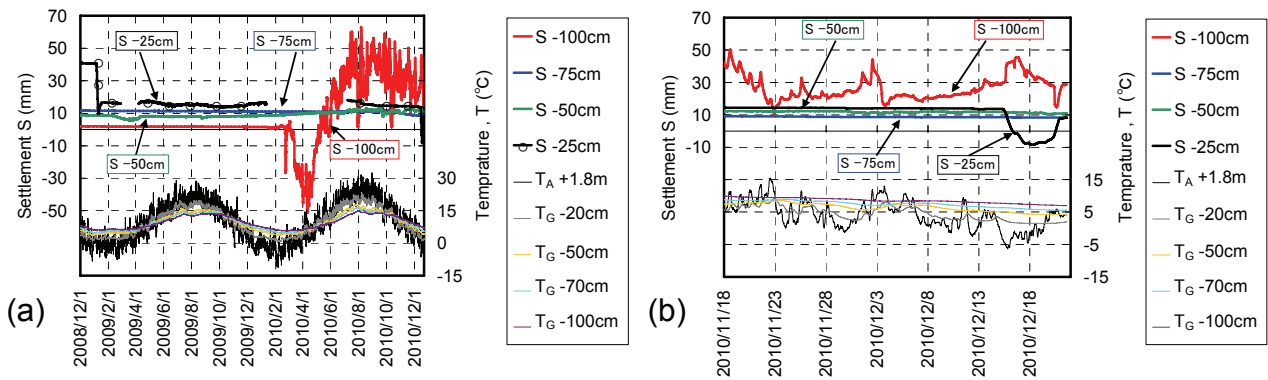 70
50
30
10
-10
-30
-50
Settlement S (mm)
30
15
0
-15
Temprature , T (℃)
S -25cm
S -75cm
S -50cm
S -100cm
2008/12/1
2009/2/1
2009/4/1
2009/6/1
2009/8/1
2009/10/1
2009/12/1
2010/2/1
2010/4/1
2010/6/1
2010/8/1
2010/10/1
2010/12/1
(a)
S -100cm
S -75cm
S -50cm
S -25cm
TA +1.8m
TG -20cm
TG -50cm
TG -70cm
TG -100cm
70
50
30
10
-10
Settlement S (mm)
15
5
-5
-15
Temprature , T (℃)
S -50cm
S -100cm
S -75cm
S -25cm
2010/11/18
2010/11/23
2010/11/28
2010/12/3
2010/12/8
2010/12/13
2010/12/18
(b)
S -100cm
S -75cm
S -50cm
S -25cm
TA +1.8m
TG -20cm
TG -50cm
TG -70cm
TG -100cm